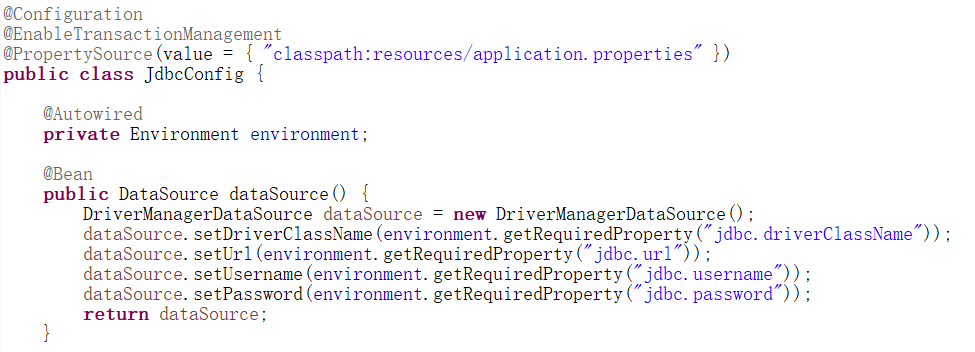 @Configuration
@EnableTransactionManagement
@PropertySource(value = { "classpath:resources/application.properties" })
public class JdbcConfig {
@Autowired
private Environment environment;
@Bean
public DataSource dataSource() {
DriverManagerDataSource dataSource = new DriverManagerDataSource();
dataSource.setDriverClassName(environment.getRequiredProperty("jdbc.driverClassName"));
dataSource.setUrl(environment.getRequiredProperty("jdbc.url"));
dataSource.setUsername(environment.getRequiredProperty("jdbc.username"));
dataSource.setPassword(environment.getRequiredProperty("jdbc.password"));
return dataSource;
}